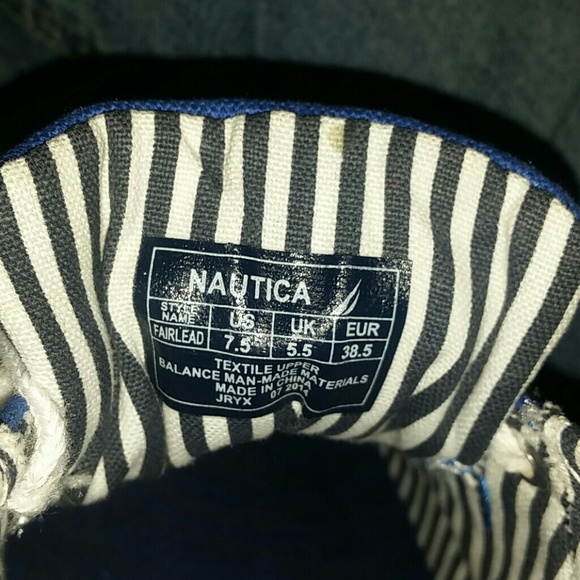 NAUTICA
STYLE NAME US UK EUR
FAIRLEAD 7.5 5.5 38.5
TEXTILE UPPER
BALANCE MAN-MADE MATERIALS
MADE IN CHINA
JRYX 07